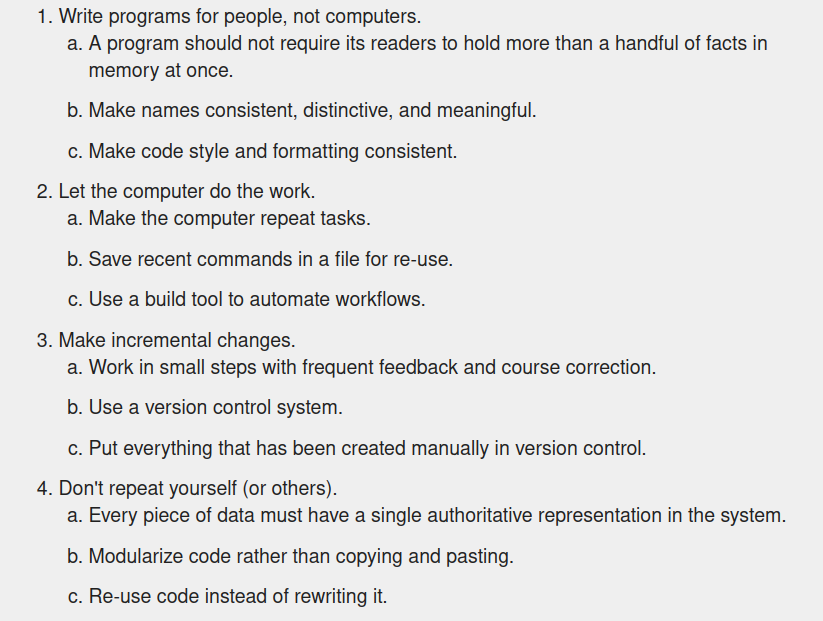 1. Write programs for people, not computers.
a. A program should not require its readers to hold more than a handful of facts in
memory at once.
b. Make names consistent, distinctive, and meaningful.
c. Make code style and formatting consistent.
2. Let the computer do the work.
a. Make the computer repeat tasks.
b. Save recent commands in a file for re-use.
c. Use a build tool to automate workflows.
3. Make incremental changes.
a. Work in small steps with frequent feedback and course correction.
b. Use a version control system.
c. Put everything that has been created manually in version control.
4. Don't repeat yourself (or others).
a. Every piece of data must have a single authoritative representation in the system.
b. Modularize code rather than copying and pasting.
c. Re-use code instead of rewriting it.